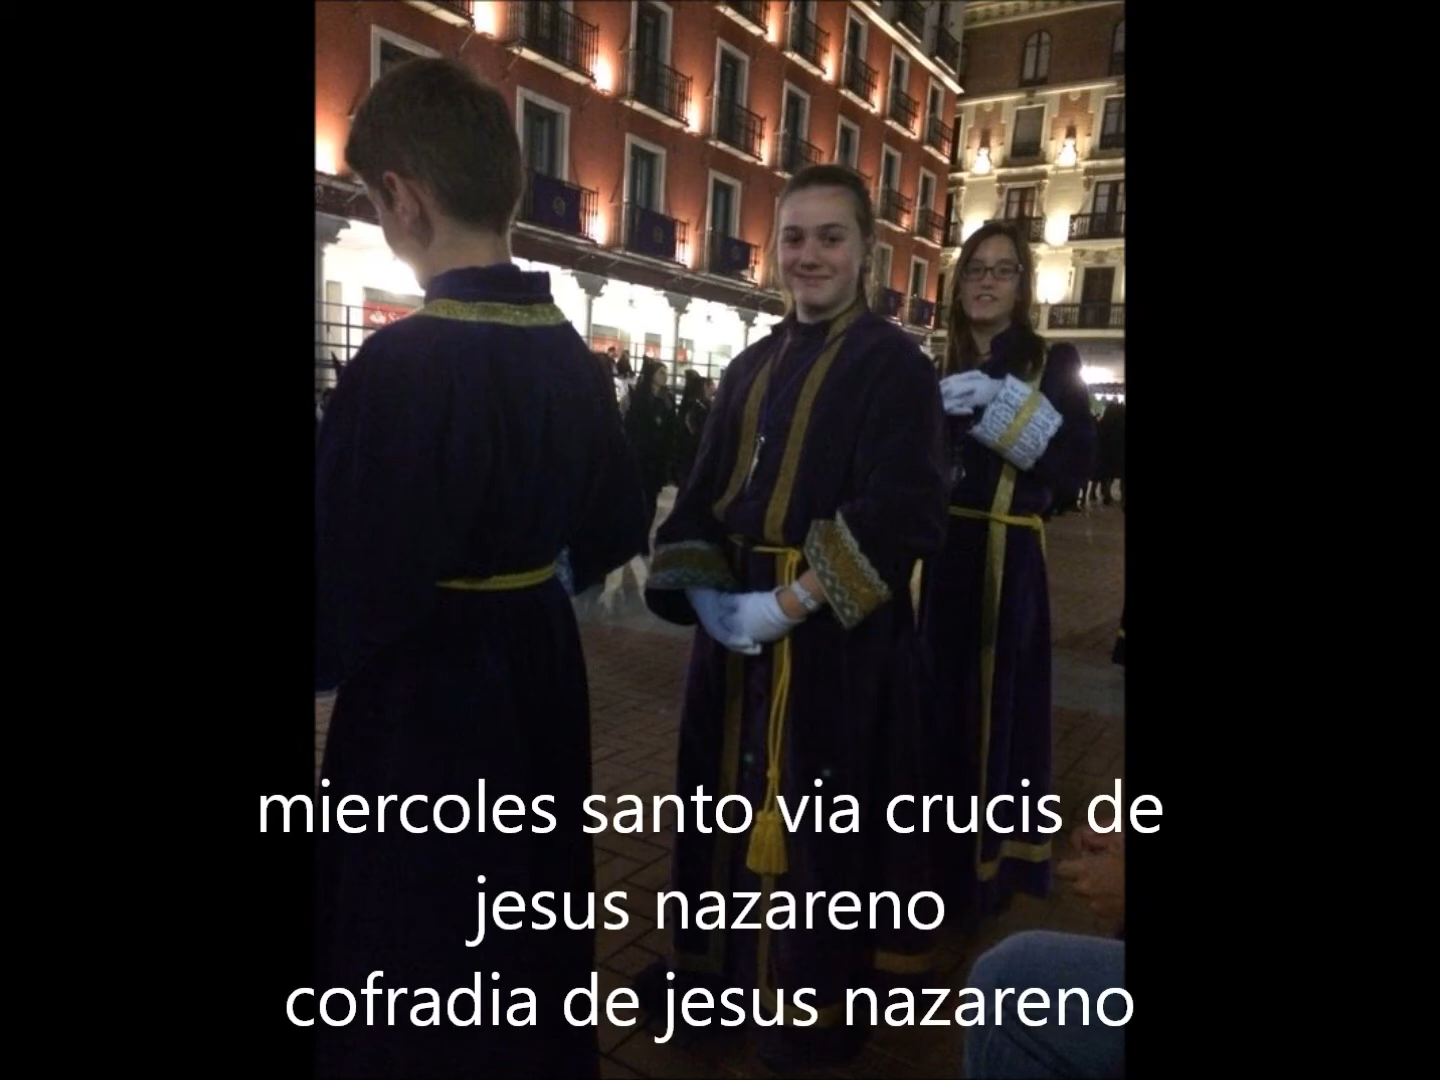 miercoles santo via crucis de
jesus nazareno
cofradia de jesus nazareno